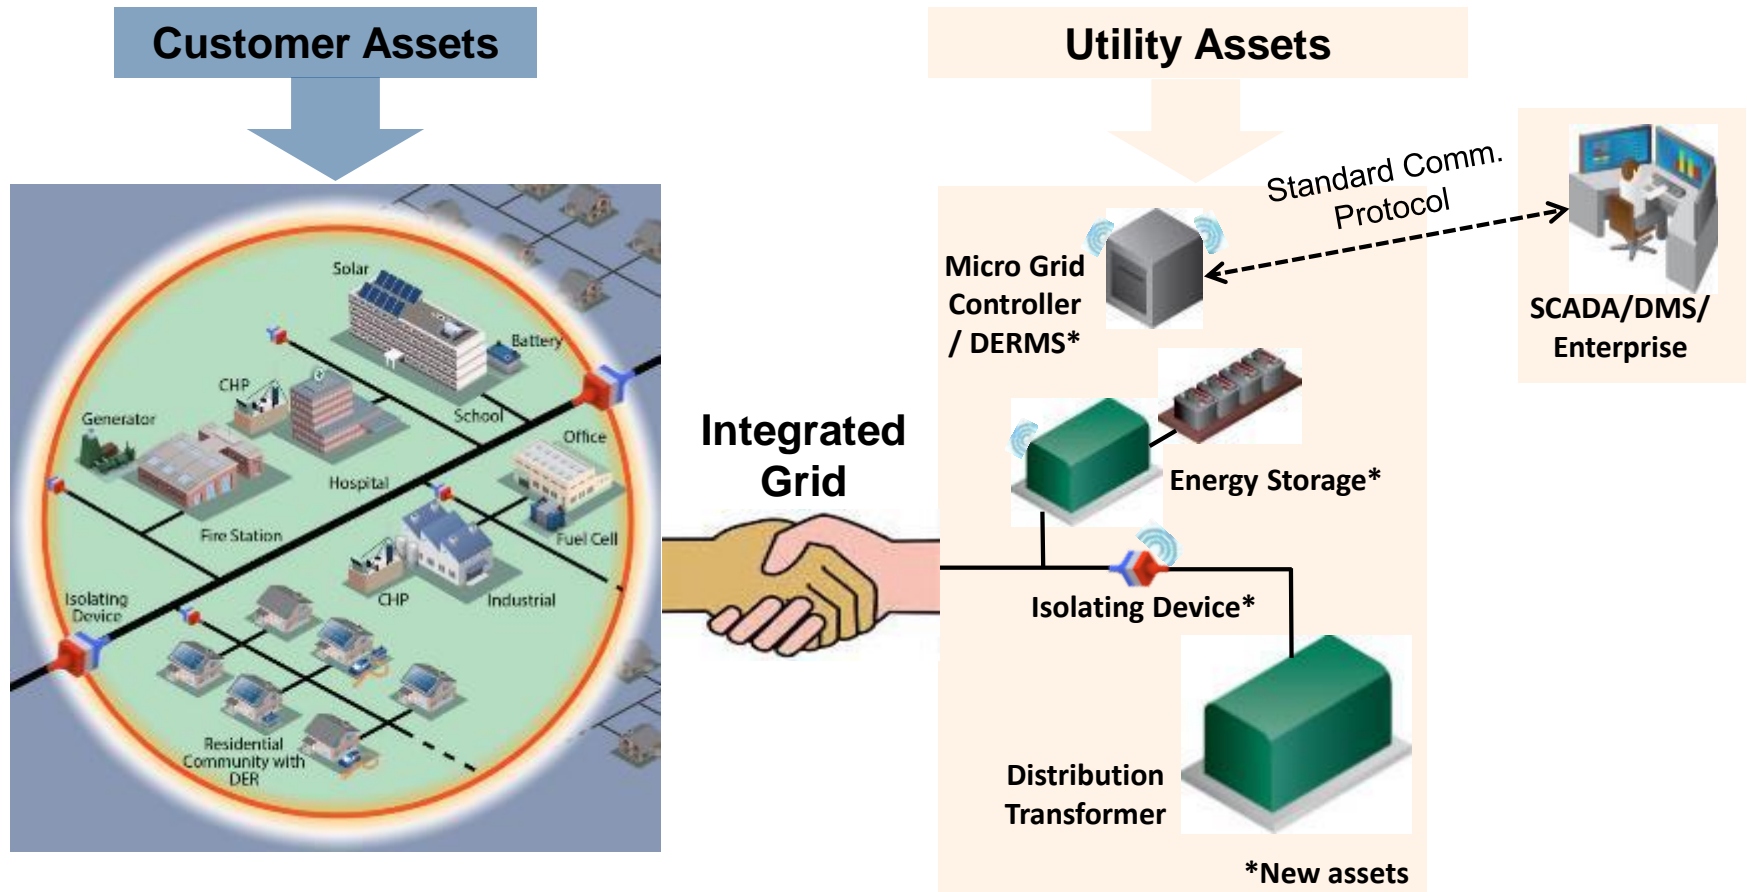 Customer Assets
Utility Assets
Solar
Battery
CHP
School
Generator
Office
Hospital
Fire Station
Fuel Cell
Isolating
Device
CHP
Industrial
Residential
Community with
DER
Integrated
Grid
Standard Comm.
Protocol
Micro Grid
Controller
/ DERMS*
SCADA/DMS/
Enterprise
Energy Storage*
Isolating Device*
Distribution
Transformer
*New assets